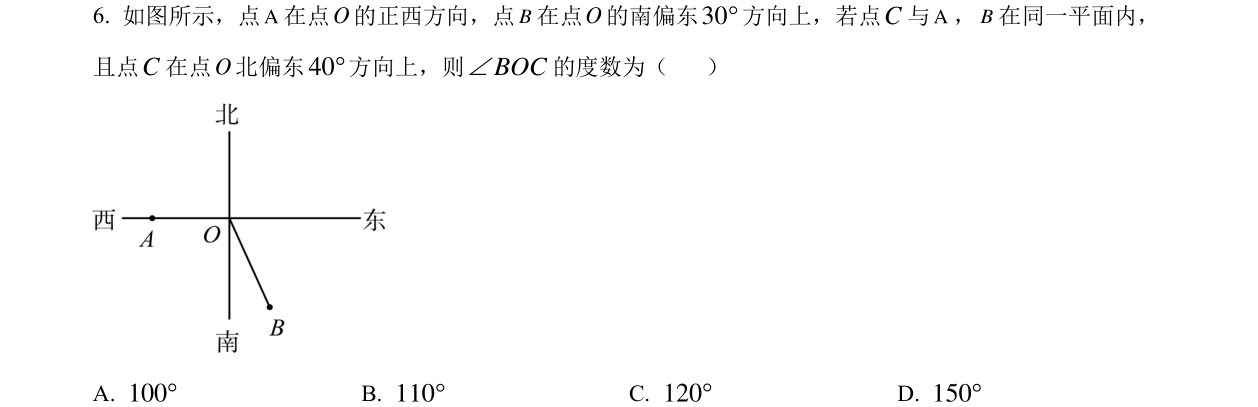 6. 如图所示，点A在点O的正西方向，点B在点O的南偏东30°方向上，若点C与A，B在同一平面内，
且点C在点O北偏东40°方向上，则∠BOC的度数为（ ）
北
西
A
O
东
B
南
A. 100°
B. 110°
C. 120°
D. 150°